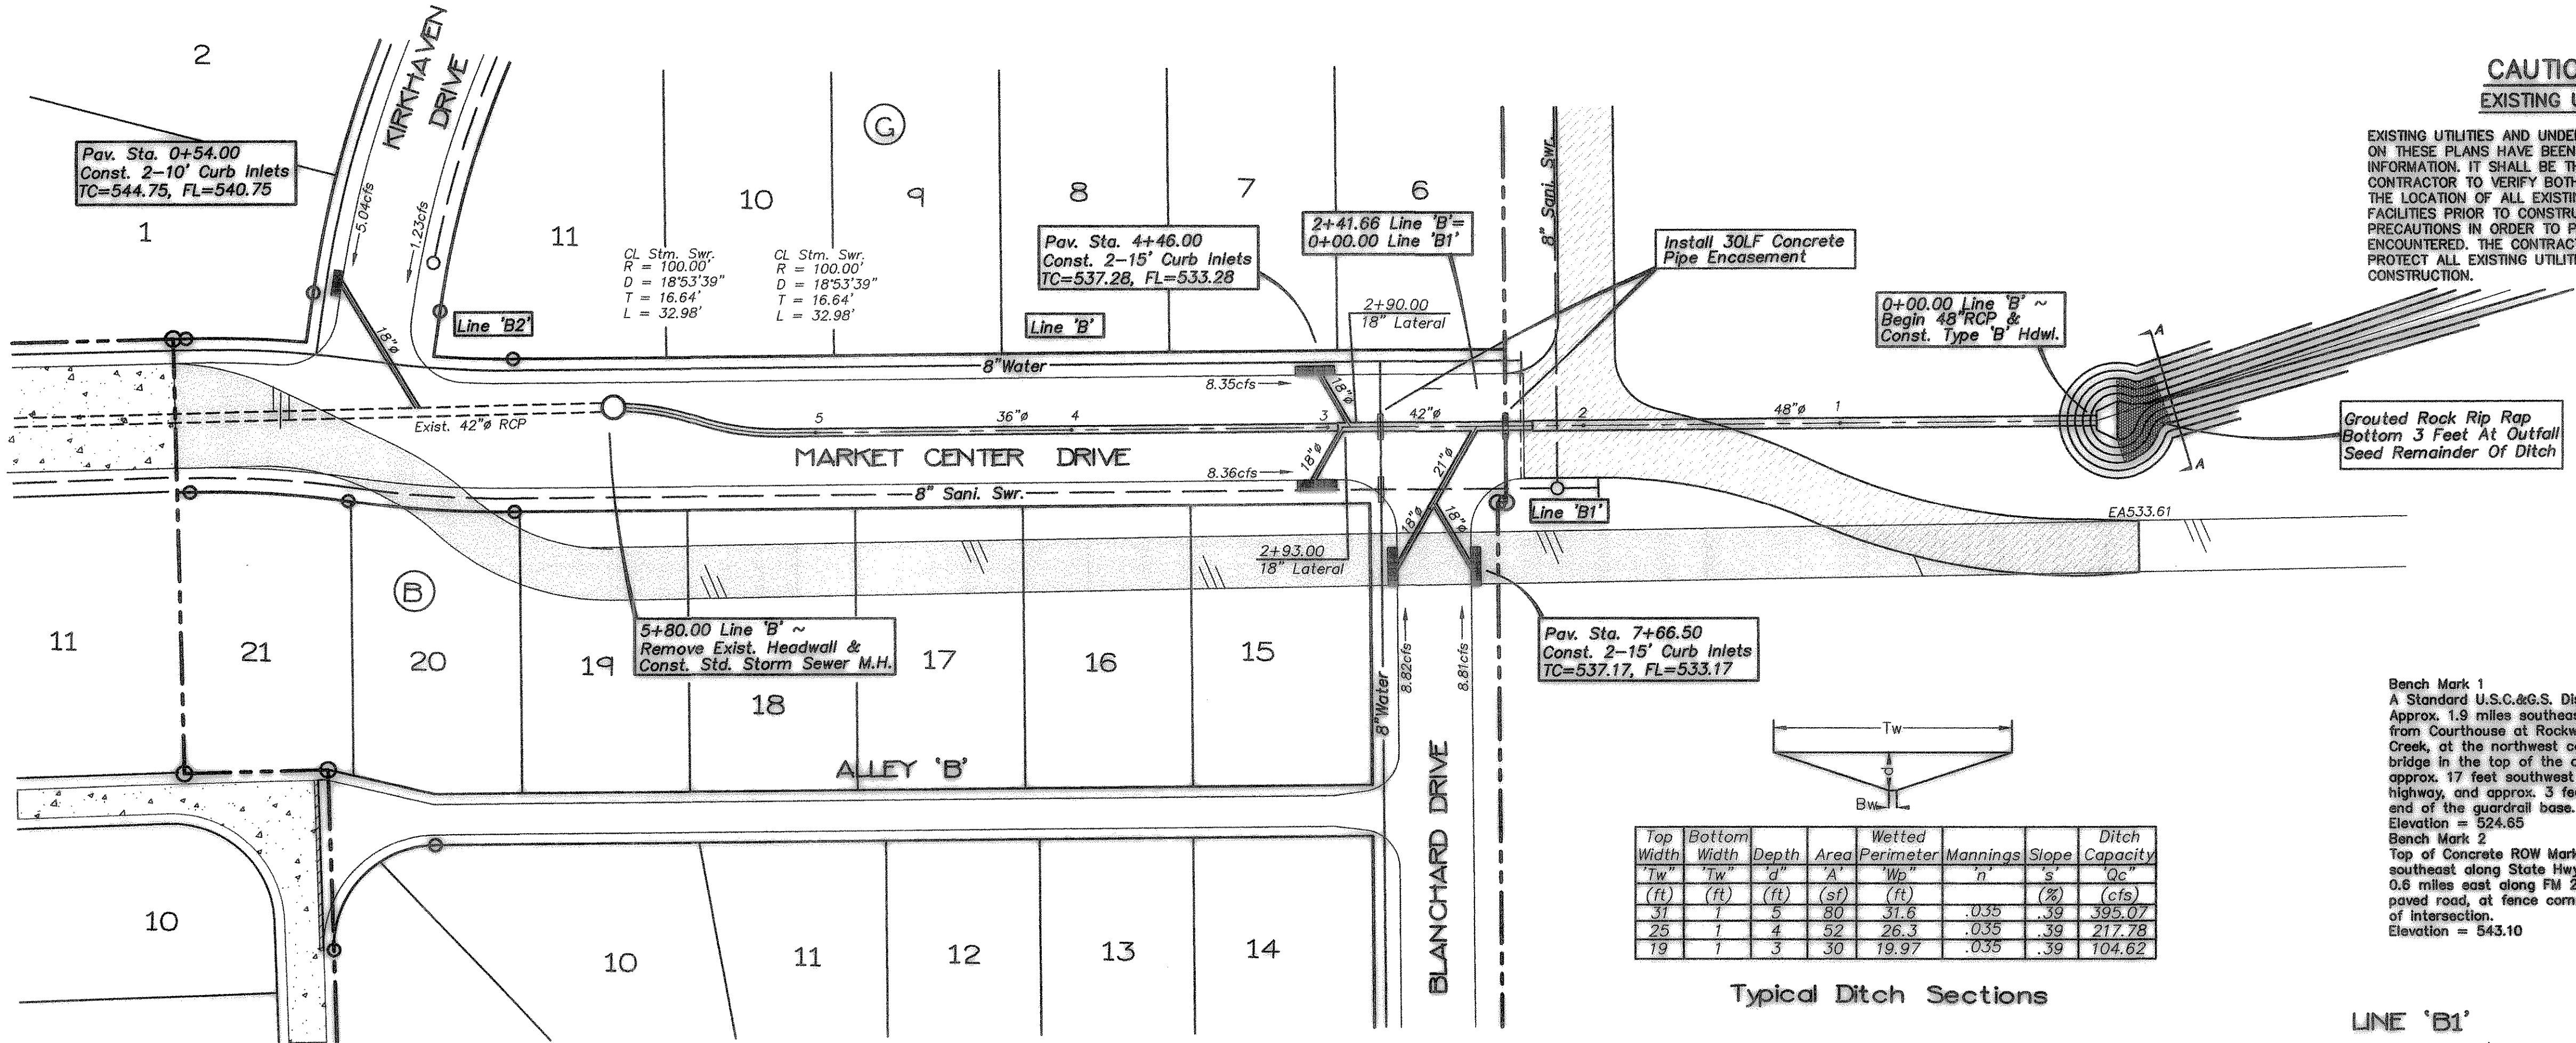 2
KIRKHAVEN
DRIVE
Pav. Sta. 0+54.00
Const. 2-10' Curb Inlets
TC=544.75, FL=540.75
1
5.04cfs
1.23cfs
11
18"ø
G
10
9
8
7
6
CL Stm. Swr.
R = 100.00'
D = 18°53'39"
T = 16.64'
L = 32.98'
CL Stm. Swr.
R = 100.00'
D = 18°53'39"
T = 16.64'
L = 32.98'
Line 'B2'
Line 'B'
Pav. Sta. 4+46.00
Const. 2-15' Curb Inlets
TC=537.28, FL=533.28
2+41.66 Line 'B'=
0+00.00 Line 'B1'
8" Sani. Swr.
Install 30LF Concrete
Pipe Encasement
2+90.00
18" Lateral
0+00.00 Line 'B' ~
Begin 48"RCP &
Const. Type 'B' Hdwl.
A
A
Grouted Rock Rip Rap
Bottom 3 Feet At Outfall
Seed Remainder Of Ditch
CAUTIO
EXISTING U
EXISTING UTILITIES AND UNDE
ON THESE PLANS HAVE BEEN
INFORMATION. IT SHALL BE TH
CONTRACTOR TO VERIFY BOTH
THE LOCATION OF ALL EXISTIN
FACILITIES PRIOR TO CONSTRU
PRECAUTIONS IN ORDER TO P
ENCOUNTERED. THE CONTRACT
PROTECT ALL EXISTING UTILITI
CONSTRUCTION.
8"Water
8.35cfs
18"ø
Exist. 42"ø RCP
5
36"ø
4
3
42"ø
2
48"ø
1
MARKET CENTER DRIVE
8.36cfs
18"ø
21"ø
8" Sani. Swr.
18"ø
18"ø
Line 'B1'
EA533.61
2+93.00
18" Lateral
B
11
21
20
19
18
17
16
15
5+80.00 Line 'B' ~
Remove Exist. Headwall &
Const. Std. Storm Sewer M.H.
Pav. Sta. 7+66.50
Const. 2-15' Curb Inlets
TC=537.17, FL=533.17
8.82cfs
8.81cfs
8"Water
BLANCHARD DRIVE
ALLEY 'B'
10
10
11
12
13
14
Tw
d
Bw
Top Width 'Tw" (ft) Bottom Width 'Tw" (ft) Depth 'd" (ft) Area 'A' (sf) Wetted Perimeter 'Wp" (ft) Mannings 'n' Slope 's' (%) Ditch Capacity 'Qc" (cfs)
31 1 5 80 31.6 .035 .39 395.07
25 1 4 52 26.3 .035 .39 217.78
19 1 3 30 19.97 .035 .39 104.62
Typical Ditch Sections
Bench Mark 1
A Standard U.S.C.&G.S. Dis
Approx. 1.9 miles southeas
from Courthouse at Rockw
Creek, at the northwest c
bridge in the top of the c
approx. 17 feet southwest
highway, and approx. 3 fee
end of the guardrail base.
Elevation = 524.65
Bench Mark 2
Top of Concrete ROW Mark
southeast along State Hwy
0.6 miles east along FM 2
paved road, at fence corn
of intersection.
Elevation = 543.10
LINE 'B1'